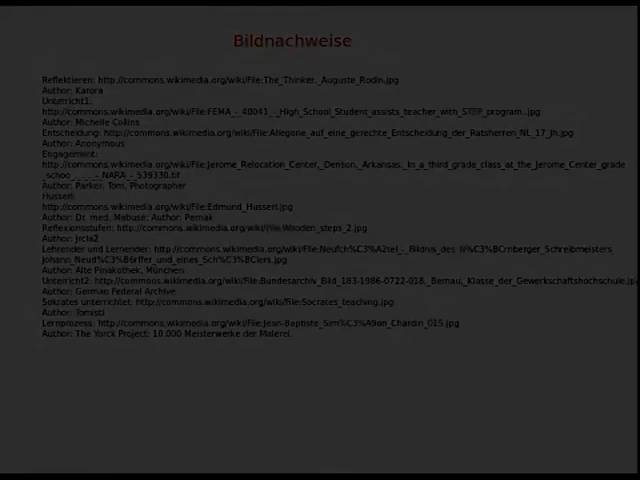 Bildnachweise
Reflektieren: http://commons.wikimedia.org/wiki/File:The_Thinker,_Auguste_Rodin.jpg
Author: Karora
Unterricht1:
http://commons.wikimedia.org/wiki/File:FEMA_-_40041_-_High_School_Student_assists_teacher_with_STEP_program..jpg
Author: Michelle Collins
Entscheidung: http://commons.wikimedia.org/wiki/File:Allegorie_auf_eine_gerechte_Entscheidung_der_Ratsherren_NL_17_Jh.jpg
Author: Anonymous
Engagement:
http://commons.wikimedia.org/wiki/File:Jerome_Relocation_Center,_Denson,_Arkansas._In_a_third_grade_class_at_the_Jerome_Center_grade
_schoo_._._._-_NARA_-_539330.tif
Author: Parker, Tom, Photographer
Husserl:
http://commons.wikimedia.org/wiki/File:Edmund_Husserl.jpg
Author: Dr. med. Mabuse; Author: Pernak
Reflexionsstufen: http://commons.wikimedia.org/wiki/File:Wooden_steps_2.jpg
Author: Jrcla2
Lehrender und Lernender: http://commons.wikimedia.org/wiki/File:Neufch%C3%A2tel_-_Bildnis_des_N%C3%BCrnberger_Schreibmeisters_
Johann_Neud%C3%B6rffer_und_eines_Sch%C3%BClers.jpg
Author: Alte Pinakothek, München
Unterricht2: http://commons.wikimedia.org/wiki/File:Bundesarchiv_Bild_183-1986-0722-018,_Bernau,_Klasse_der_Gewerkschaftshochschule.jpg
Author: German Federal Archive
Sokrates unterrichtet: http://commons.wikimedia.org/wiki/File:Socrates_teaching.jpg
Author: Tomisti
Lernprozess: http://commons.wikimedia.org/wiki/File:Jean-Baptiste_Sim%C3%A9on_Chardin_015.jpg
Author: The Yorck Project: 10.000 Meisterwerke der Malerei.